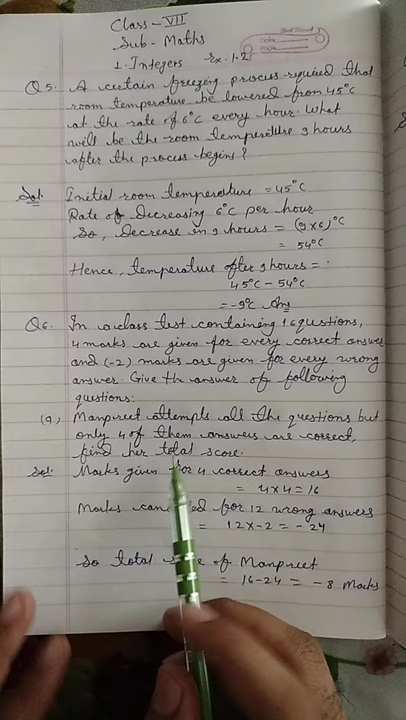 Class - VII
Sub - Maths
1. Integers Ex. 1.2
Q 5. A certain freezing process required that
room temperature be lowered from 45°C
at the rate of 6°C every hour. What
will be the room temperature 9 hours
after the process begins?
Sol. Initial room temperature = 45°C
Rate of Decreasing 6°C per hour
So, Decrease in 9 hours = (9×6)°C
= 54°C
Hence, temperature after 9 hours =
45°C - 54°C
= -9°C Ans
Q6. In a class test containing 16 qustions,
4 marks are given for every correct answer
and (-2) marks are given for every wrong
answer. Give the answer of following
questions:
(a) Manpreet attempts all the questions but
only 4 of them answers are correct,
find her total score.
Sol: Marks given for 4 correct answers
= 4×4 = 16
Marks for 12 wrong answers
= 12×-2 = -24
So total of Manpreet
= 16-24 = -8 Marks